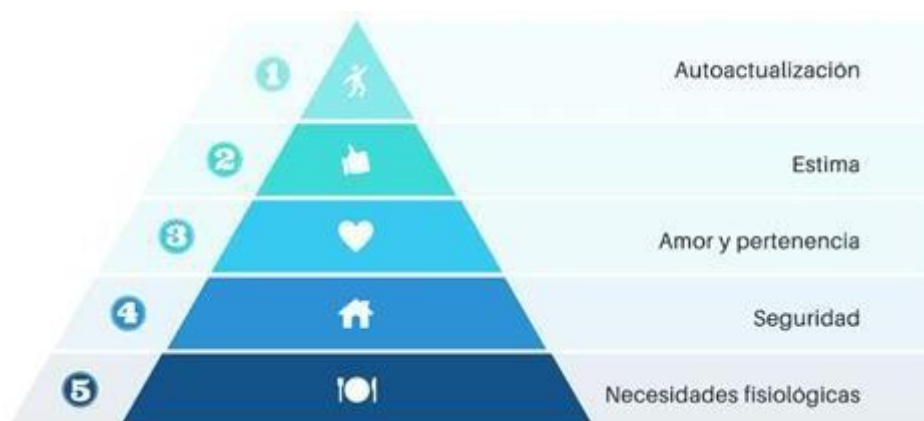 1 Autoactualización
2 Estima
3 Amor y pertenencia
4 Seguridad
5 Necesidades fisiológicas